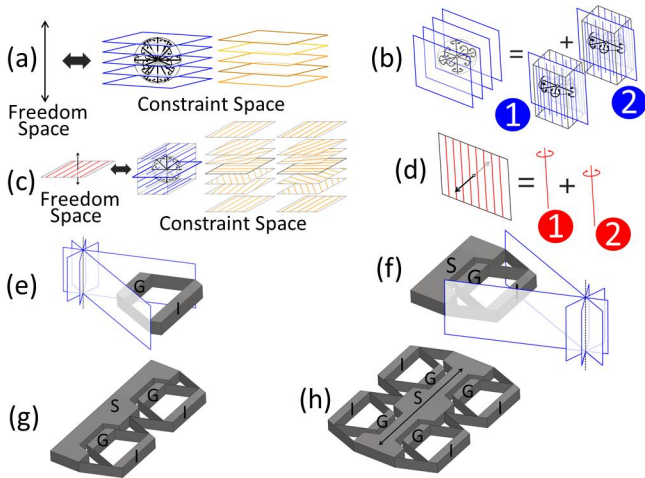 (a)
Freedom
Space
Constraint Space
(b)
=
+
1
2
(c)
Freedom
Space
Constraint Space
(d)
=
+
1
2
(e)
G
I
(f)
S
G
I
(g)
S
G
I
G
I
(h)
I
G
S
I
G
G
I
G
I